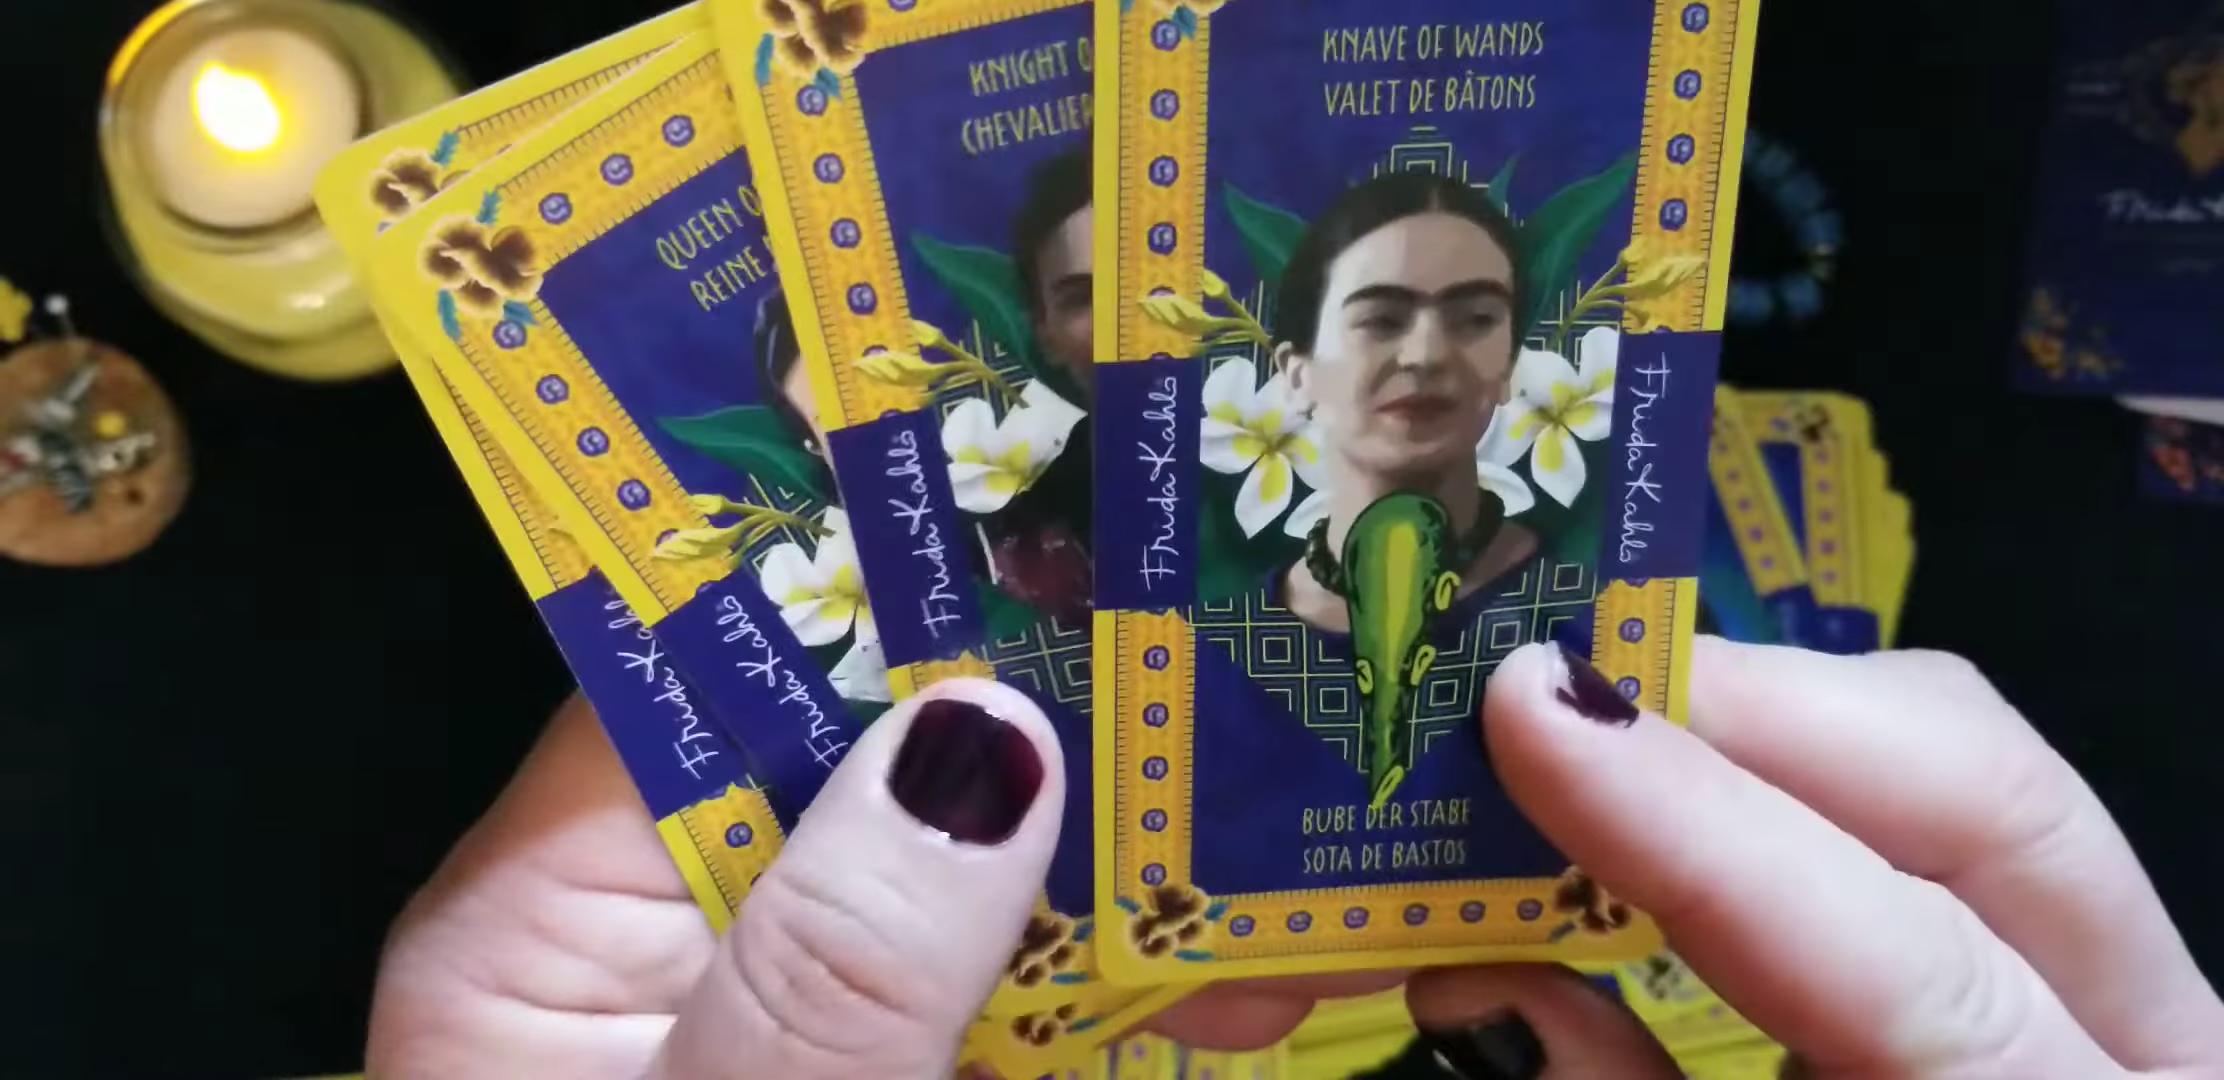 KNAVE OF WANDS
VALET DE BÂTONS
Frida Kahlo
Frida Kahlo
BUBE DER STABE
SOTA DE BASTOS
KNIGHT O
CHEVALIER
Frida Kahlo
QUEEN O
REINE
Frida Kahlo
Frida Kahlo